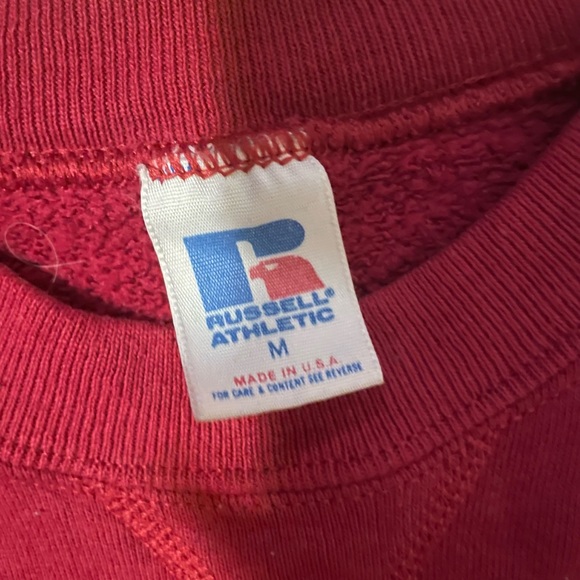 RUSSELL®
ATHLETIC
M
MADE IN U.S.A.
FOR CARE & CONTENT SEE REVERSE